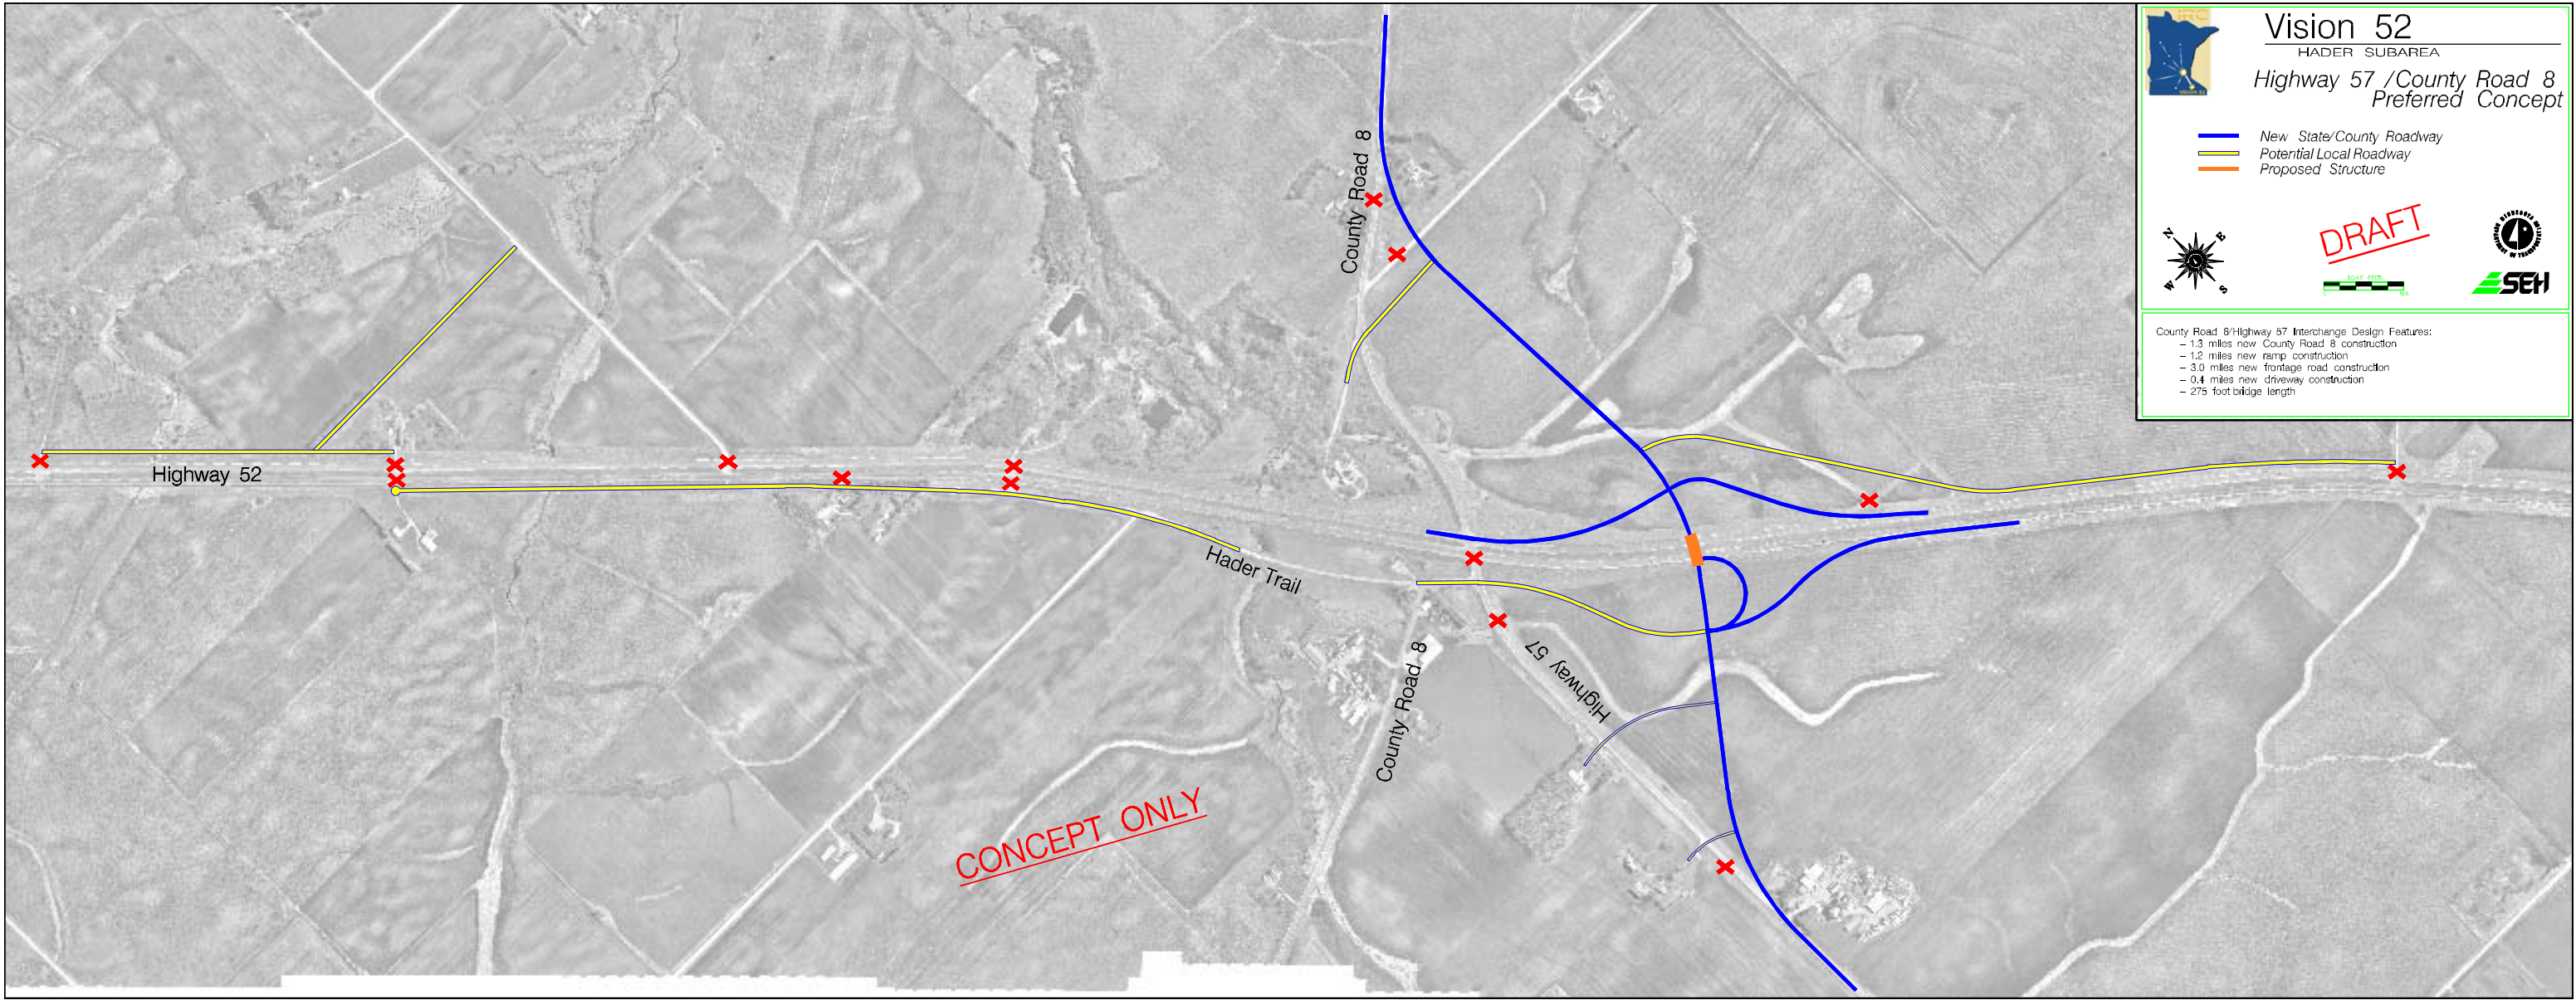 Vision 52
HADER SUBAREA
Highway 57 /County Road 8
Preferred Concept
New State/County Roadway
Potential Local Roadway
Proposed Structure
IRC
VISION 52
N
E
W
S
DRAFT
SEH
County Road 8/Highway 57 Interchange Design Features:
– 1.3 miles new County Road 8 construction
– 1.2 miles new ramp construction
– 3.0 miles new frontage road construction
– 0.4 miles new driveway construction
– 275 foot bridge length
County Road 8
Highway 52
Hader Trail
Highway 57
County Road 8
CONCEPT ONLY